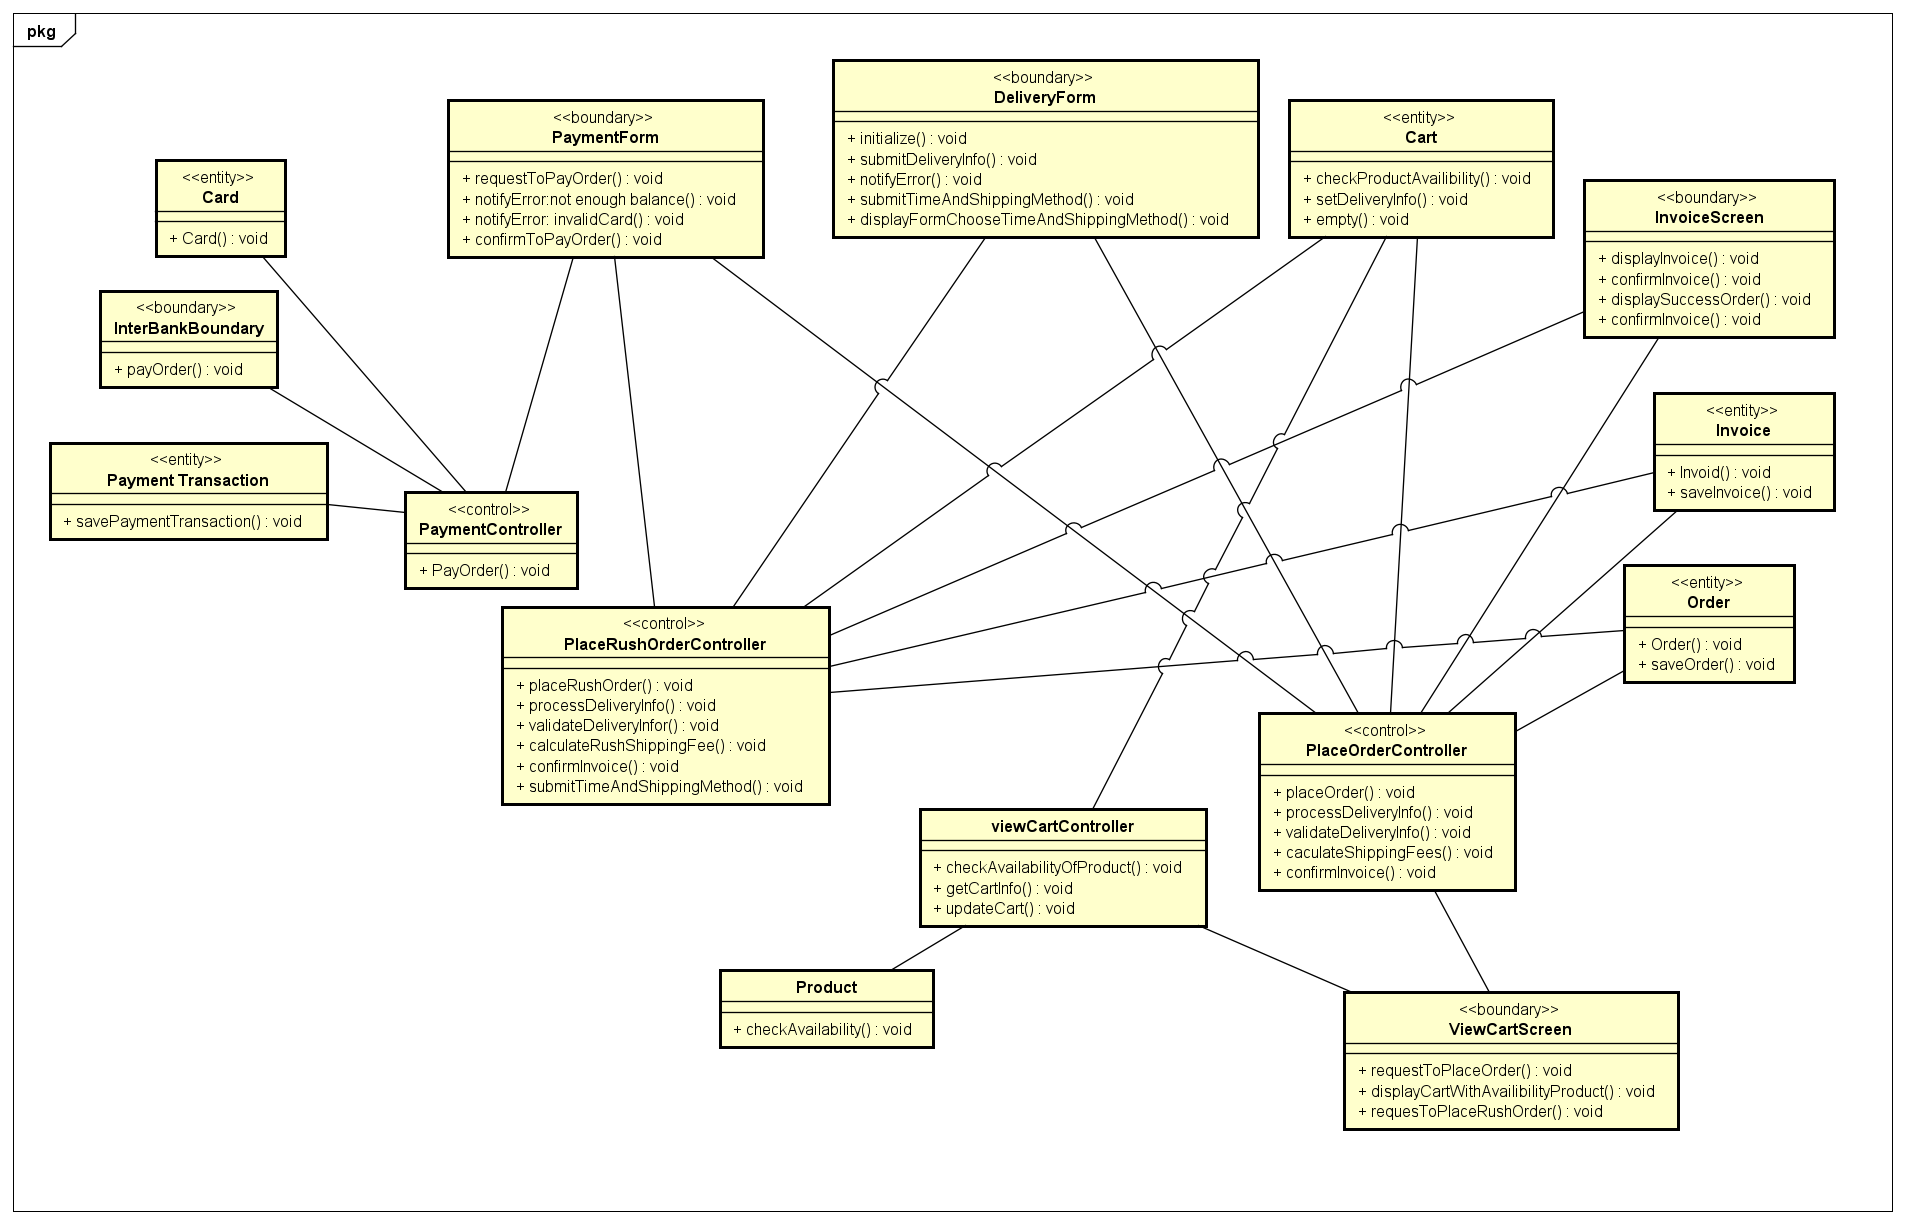 pkg
<<boundary>>
DeliveryForm
+ initialize() : void
+ submitDeliveryInfo() : void
+ notifyError() : void
+ submitTimeAndShippingMethod() : void
+ displayFormChooseTimeAndShippingMethod() : void
<<boundary>>
PaymentForm
+ requestToPayOrder() : void
+ notifyError:not enough balance() : void
+ notifyError: invalidCard() : void
+ confirmToPayOrder() : void
<<entity>>
Cart
+ checkProductAvailibility() : void
+ setDeliveryInfo() : void
+ empty() : void
<<entity>>
Card
+ Card() : void
<<boundary>>
InvoiceScreen
+ displayInvoice() : void
+ confirmInvoice() : void
+ displaySuccessOrder() : void
+ confirmInvoice() : void
<<boundary>>
InterBankBoundary
+ payOrder() : void
<<entity>>
Invoice
+ Invoid() : void
+ saveInvoice() : void
<<entity>>
Payment Transaction
+ savePaymentTransaction() : void
<<control>>
PaymentController
+ PayOrder() : void
<<entity>>
Order
+ Order() : void
+ saveOrder() : void
<<control>>
PlaceRushOrderController
+ placeRushOrder() : void
+ processDeliveryInfo() : void
+ validateDeliveryInfor() : void
+ calculateRushShippingFee() : void
+ confirmInvoice() : void
+ submitTimeAndShippingMethod() : void
<<control>>
PlaceOrderController
+ placeOrder() : void
+ processDeliveryInfo() : void
+ validateDeliveryInfo() : void
+ caculateShippingFees() : void
+ confirmInvoice() : void
viewCartController
+ checkAvailabilityOfProduct() : void
+ getCartInfo() : void
+ updateCart() : void
Product
+ checkAvailability() : void
<<boundary>>
ViewCartScreen
+ requestToPlaceOrder() : void
+ displayCartWithAvailibilityProduct() : void
+ requesToPlaceRushOrder() : void